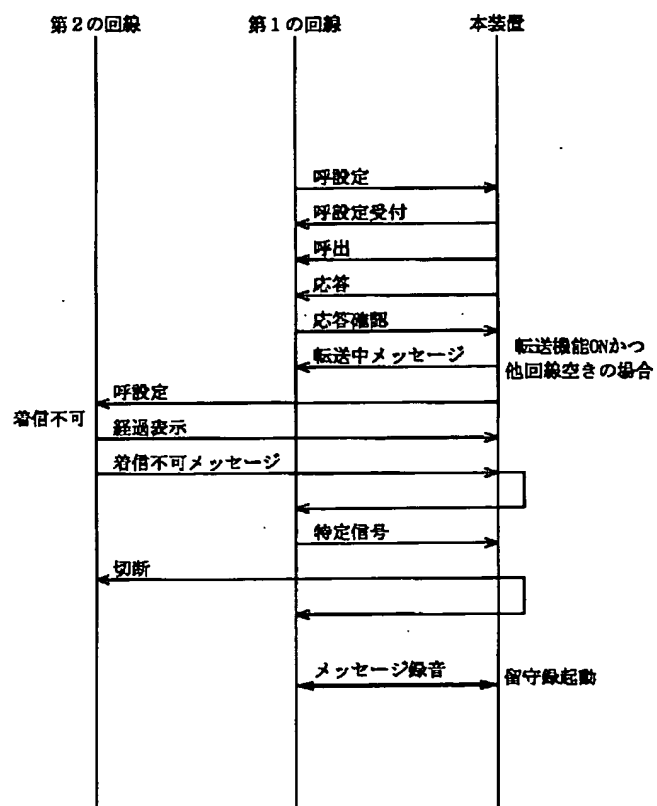 第2の回線
第1の回線
本装置
呼設定
呼設定受付
呼出
応答
応答確認
転送中メッセージ
転送機能ONかつ
他回線空きの場合
呼設定
着信不可
経過表示
着信不可メッセージ
特定信号
切断
メッセージ録音
留守録起動